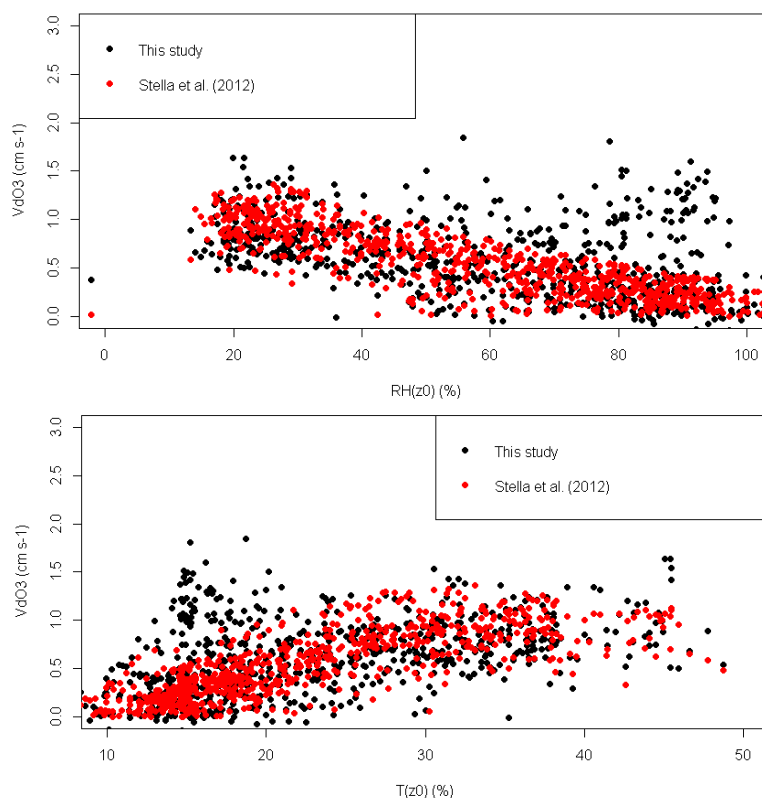 This study
Stella et al. (2012)
VdO3 (cm s-1)
3.0
2.5
2.0
1.5
1.0
0.5
0.0
0 20 40 60 80 100
RH(z0) (%)
This study
Stella et al. (2012)
VdO3 (cm s-1)
3.0
2.5
2.0
1.5
1.0
0.5
0.0
10 20 30 40 50
T(z0) (%)